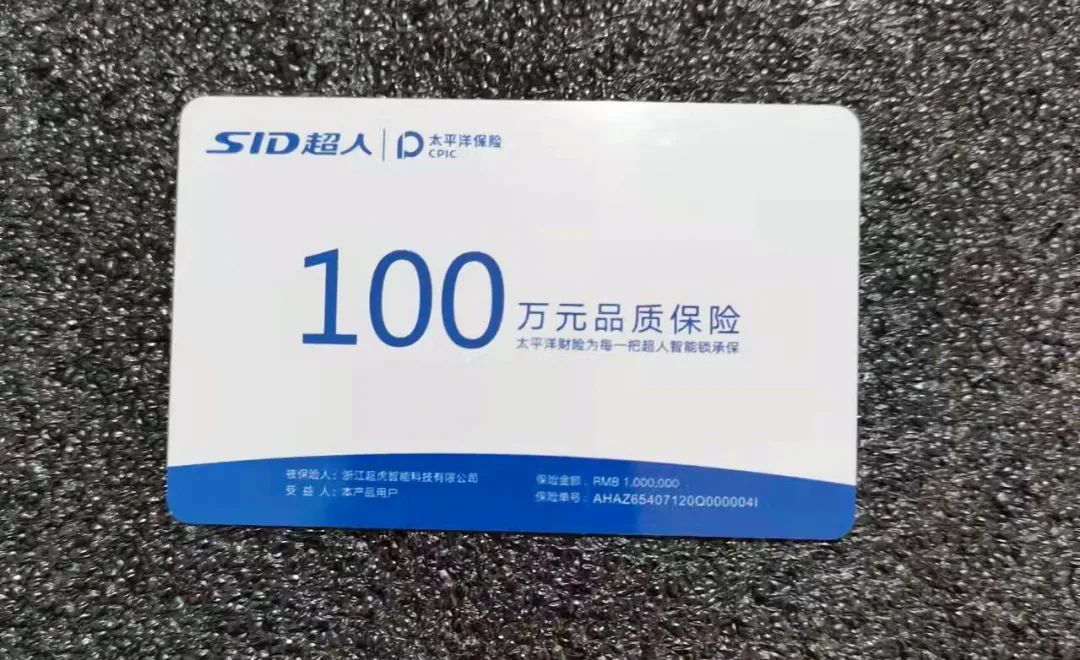 SID超人 太平洋保险
CPIC
100万元品质保险
太平洋财险为每一把超人智能锁承保
被保险人：浙江超虎智能科技有限公司
受 益 人：本产品用户
保险金额：RMB 1,000,000
保险单号：AHAZ65407120Q000004I